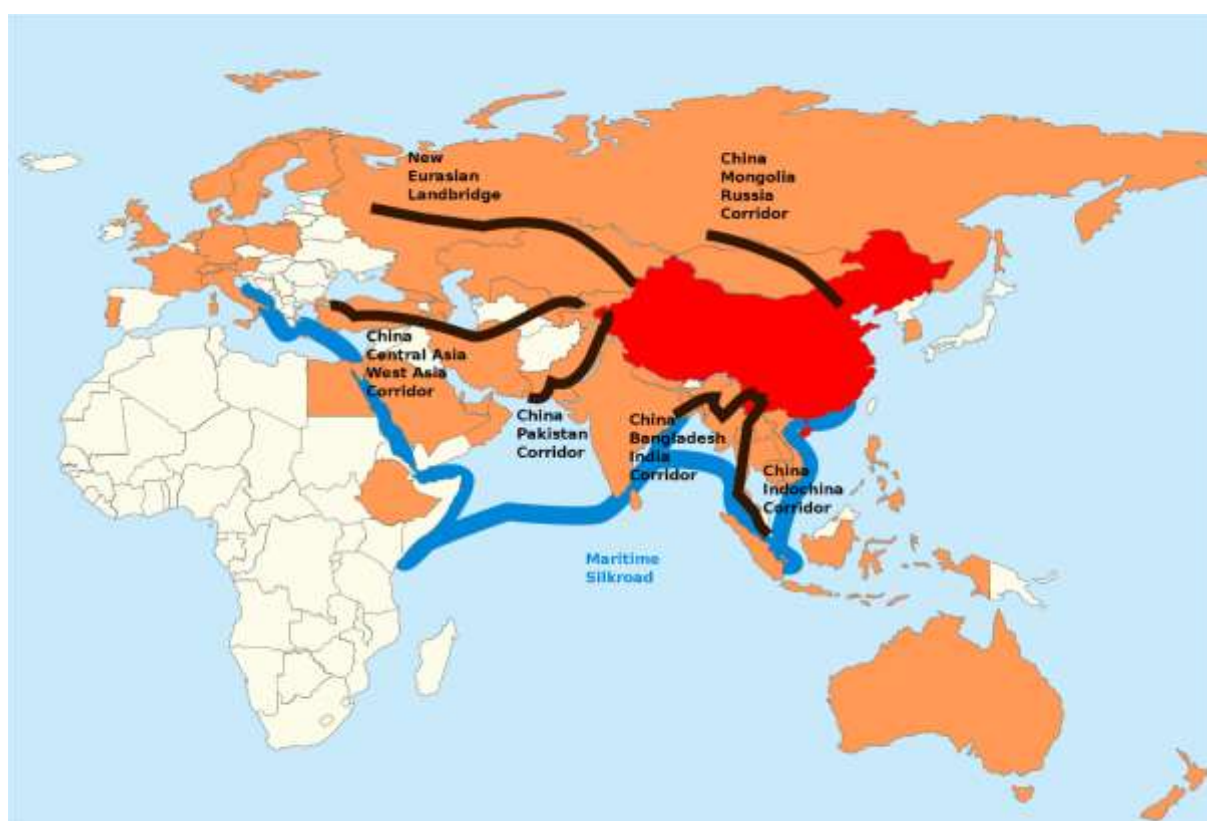 New
Eurasian
Landbridge
China
Mongolia
Russia
Corridor
China
Central Asia
West Asia
Corridor
China
Pakistan
Corridor
China
Bangladesh
India
Corridor
China
Indochina
Corridor
Maritime
Silkroad